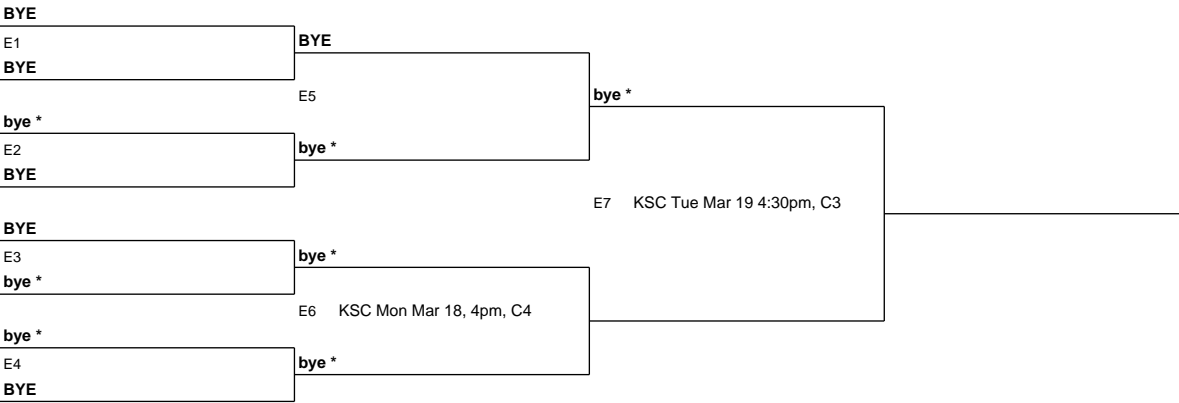 BYE
E1
BYE
BYE
E5
bye *
bye *
E2
bye *
BYE
E7 KSC Tue Mar 19 4:30pm, C3
BYE
E3
bye *
bye *
E6 KSC Mon Mar 18, 4pm, C4
bye *
E4
bye *
BYE